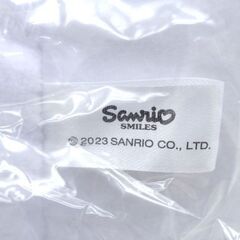 Sanrio
SMILES
© 2023 SANRIO CO., LTD.